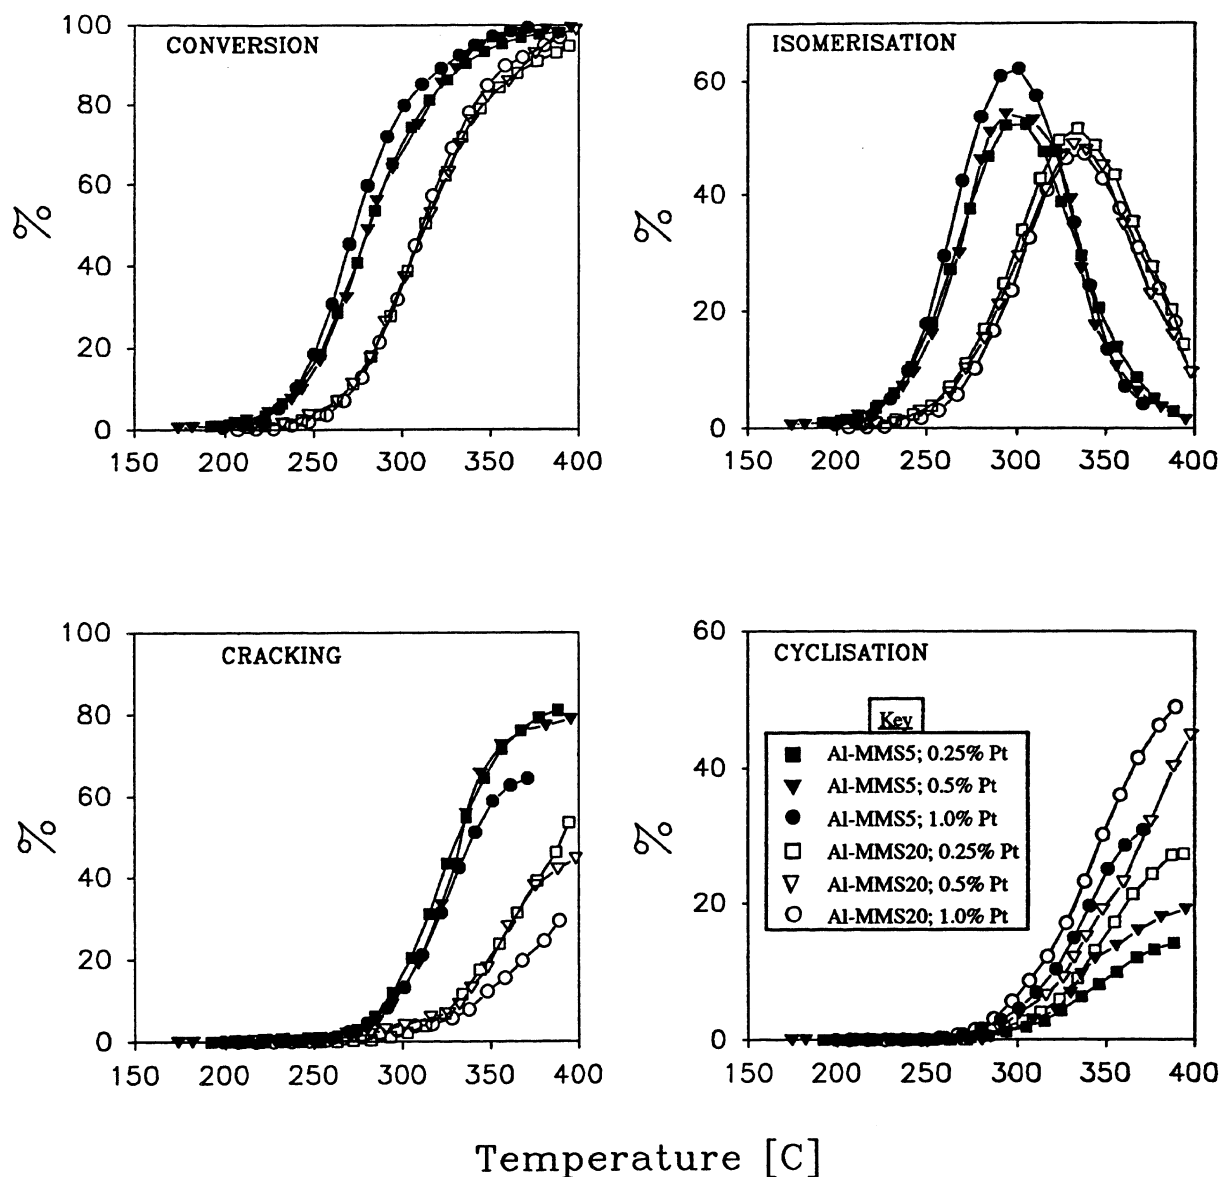 CONVERSION
100
80
60
40
20
0
%
150 200 250 300 350 400
ISOMERISATION
60
40
20
0
%
150 200 250 300 350 400
CRACKING
100
80
60
40
20
0
%
150 200 250 300 350 400
CYCLISATION
60
40
20
0
%
Key
Al-MMS5; 0.25% Pt
Al-MMS5; 0.5% Pt
Al-MMS5; 1.0% Pt
Al-MMS20; 0.25% Pt
Al-MMS20; 0.5% Pt
Al-MMS20; 1.0% Pt
150 200 250 300 350 400
Temperature [C]